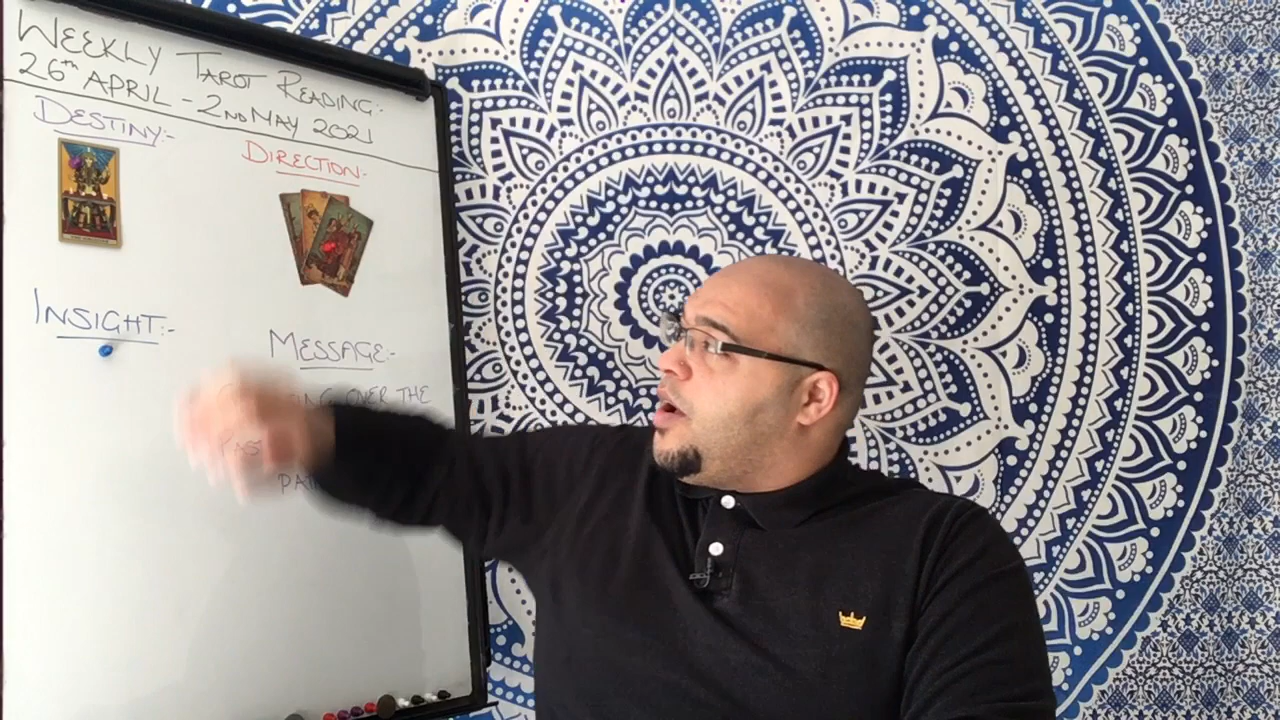 WEEKLY TAROT READING:-
26TH APRIL - 2ND MAY 2021
DESTINY:-
DIRECTION:-
INSIGHT:-
MESSAGE:-
OVER THE